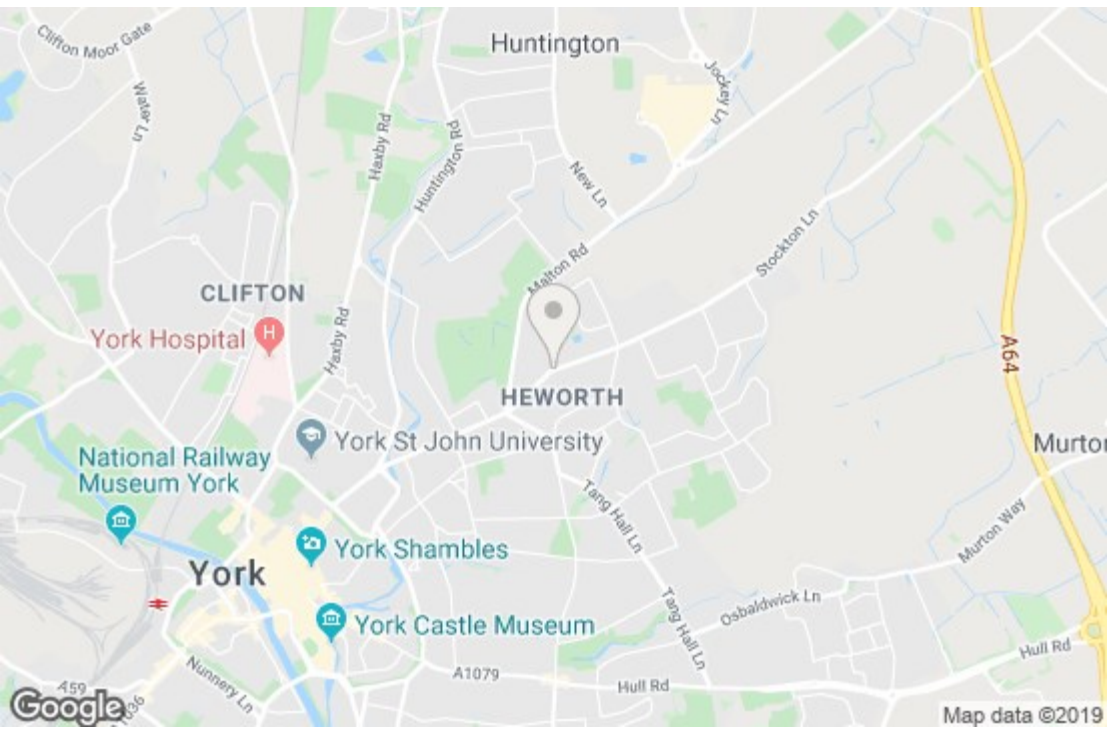 Clifton Moor Gate
Huntington
Jockey Ln
Water Ln
Haxby Rd
Huntington Rd
New Ln
Stockton Ln
Malton Rd
CLIFTON
York Hospital
H
Haxby Rd
A64
HEWORTH
York St John University
Murton
National Railway
Museum York
Tang Hall Ln
Murton Way
York Shambles
York
Osbaldwick Ln
Tang Hall Ln
York Castle Museum
Hull Rd
Nunnery Ln
A1079
Hull Rd
A59
A1036
Google
Map data ©2019